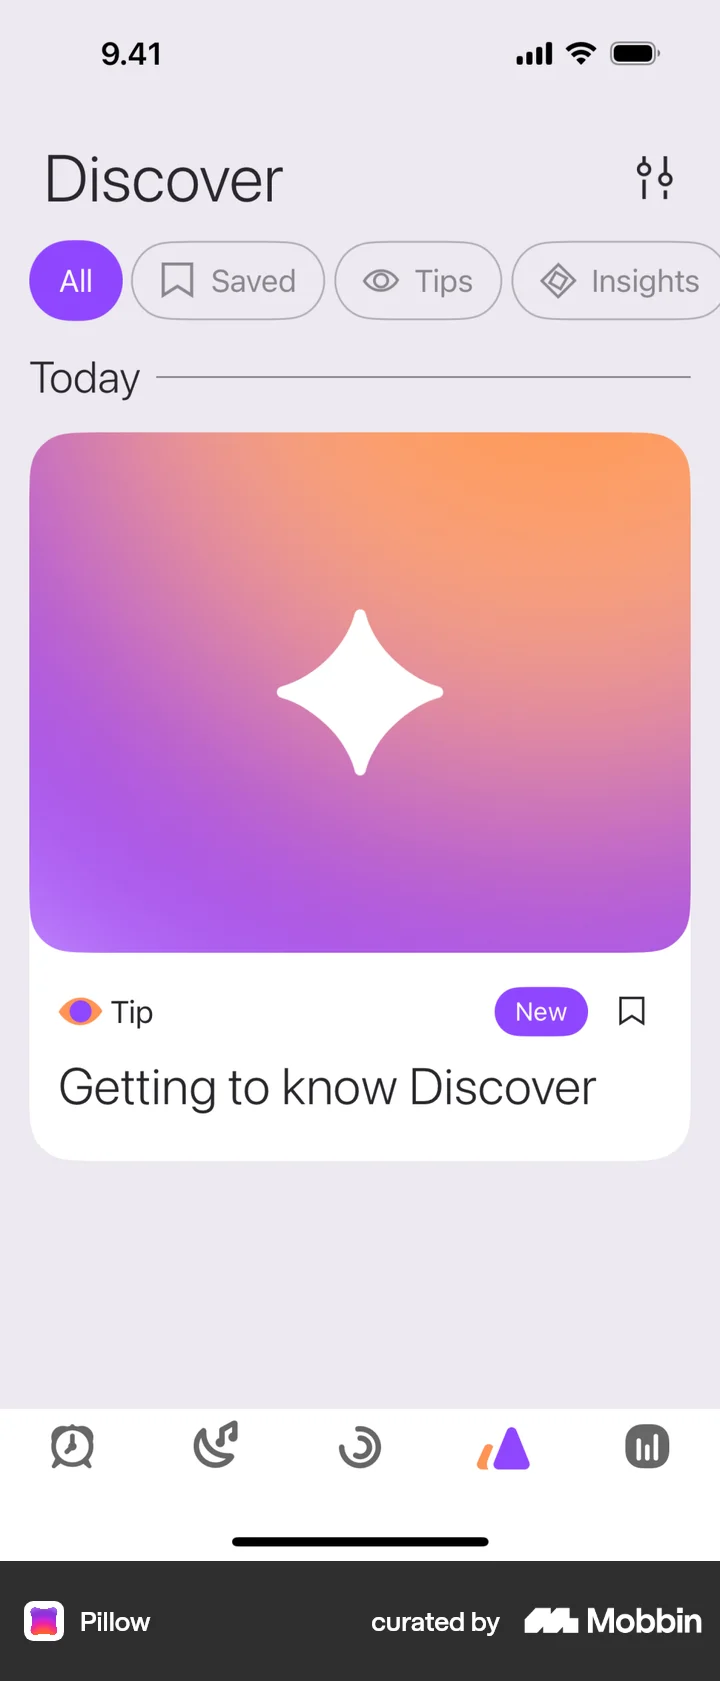 9.41
Discover
All Saved Tips Insights
Today
Tip New
Getting to know Discover
Pillow curated by Mobbin